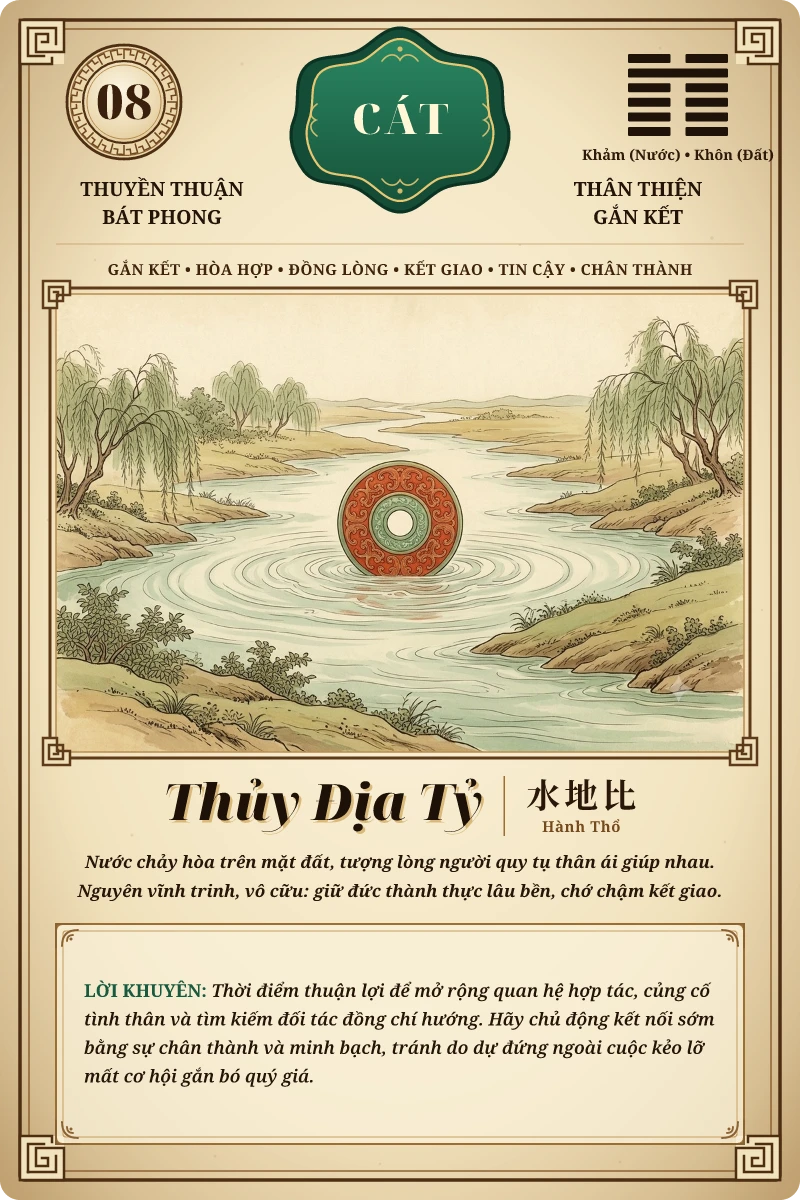 08
CÁT
Khảm (Nước) • Khôn (Đất)
THUYỀN THUẬN
BÁT PHONG
THÂN THIỆN
GẮN KẾT
GẮN KẾT • HÒA HỢP • ĐỒNG LÒNG • KẾT GIAO • TIN CẬY • CHÂN THÀNH
Thủy Địa Tỷ
水地比
Hành Thổ
Nước chảy hòa trên mặt đất, tượng lòng người quy tụ thân ái giúp nhau.
Nguyên vĩnh trinh, vô cữu: giữ đức thành thực lâu bền, chớ chậm kết giao.
LỜI KHUYÊN: Thời điểm thuận lợi để mở rộng quan hệ hợp tác, củng cố
tình thân và tìm kiếm đối tác đồng chí hướng. Hãy chủ động kết nối sớm
bằng sự chân thành và minh bạch, tránh do dự đứng ngoài cuộc kẻo lỡ
mất cơ hội gắn bó quý giá.